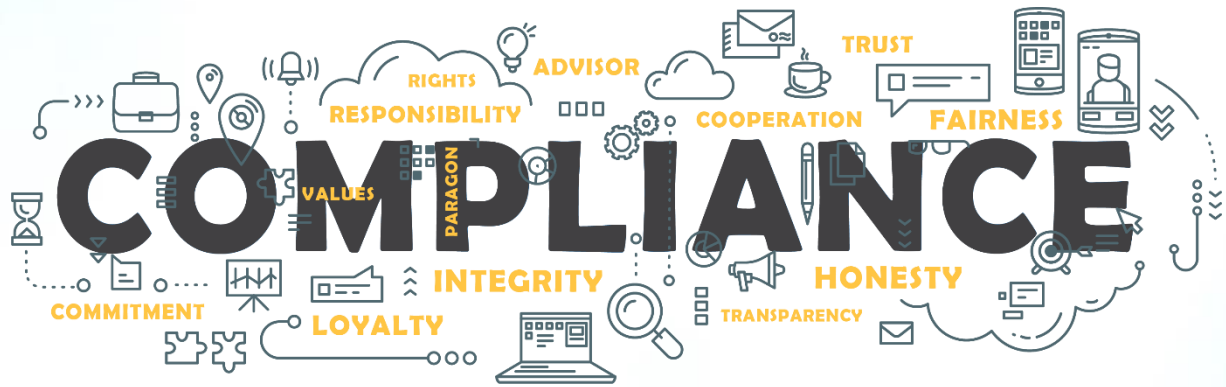 TRUST
ADVISOR
RIGHTS
RESPONSIBILITY
COOPERATION
FAIRNESS
COMPLIANCE
VALUES
PARAGON
INTEGRITY
HONESTY
COMMITMENT
LOYALTY
TRANSPARENCY